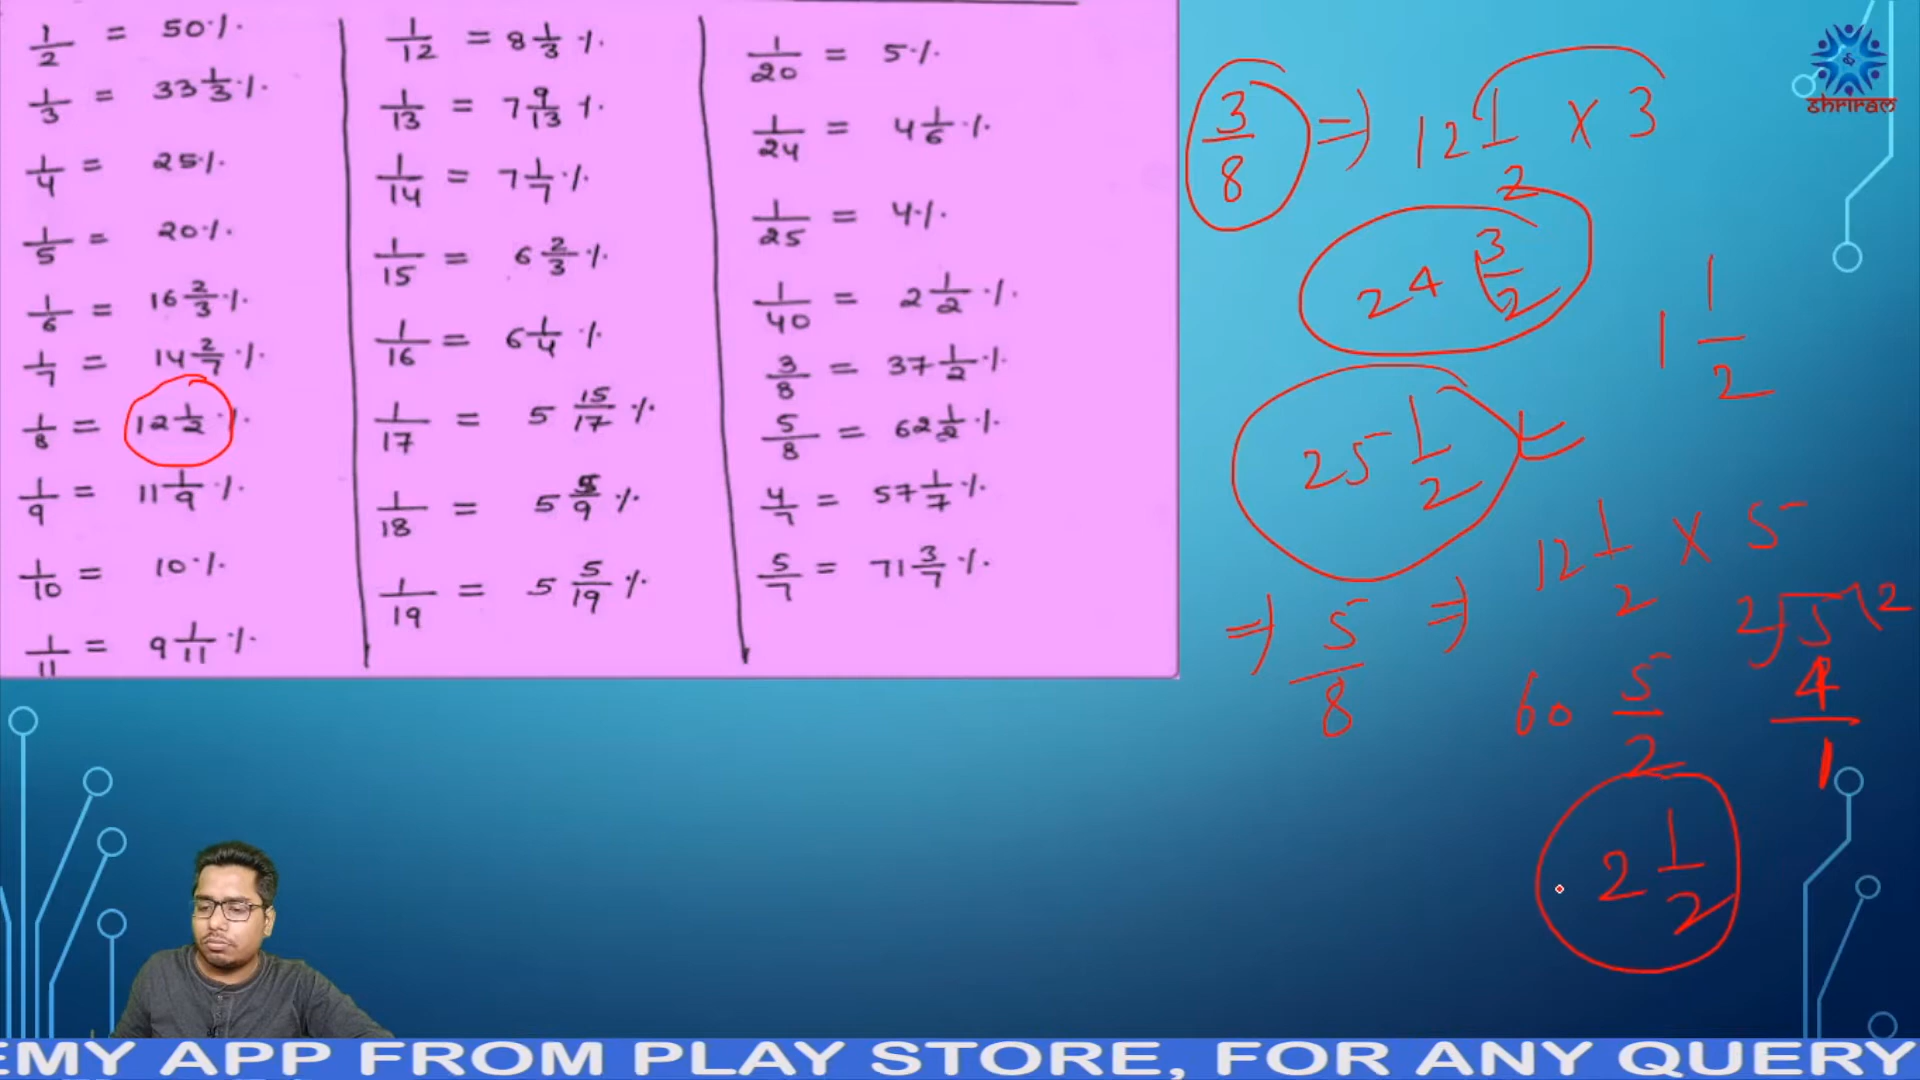 1/2 = 50%
1/3 = 33 1/3 %
1/4 = 25%
1/5 = 20%
1/6 = 16 2/3 %
1/7 = 14 2/7 %
1/8 = 12 1/2 %
1/9 = 11 1/9 %
1/10 = 10%
1/11 = 9 1/11 %
1/12 = 8 1/3 %
1/13 = 7 9/13 %
1/14 = 7 1/7 %
1/15 = 6 2/3 %
1/16 = 6 1/4 %
1/17 = 5 15/17 %
1/18 = 5 5/9 %
1/19 = 5 5/19 %
1/20 = 5%
1/24 = 4 1/6 %
1/25 = 4%
1/40 = 2 1/2 %
3/8 = 37 1/2 %
5/8 = 62 1/2 %
4/7 = 57 1/7 %
5/7 = 71 3/7 %
3/8 ⇒ 12 1/2 × 3
24 3/2
1 1/2
25 1/2
⇒ 5/8 ⇒ 12 1/2 × 5
60 5/2
2) 5 (2
4
1
2 1/2
SHRIRAM
EMY APP FROM PLAY STORE, FOR ANY QUERY